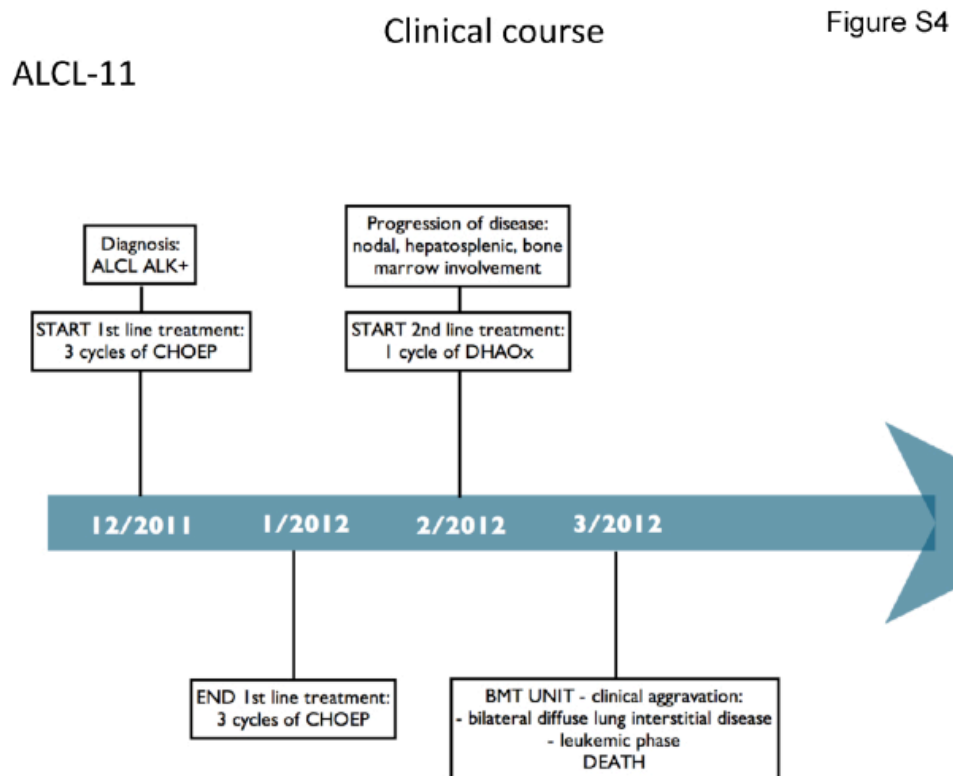 Clinical course
Figure S4
ALCL-11
Diagnosis:
ALCL ALK+
START 1st line treatment:
3 cycles of CHOEP
Progression of disease:
nodal, hepatosplenic, bone
marrow involvement
START 2nd line treatment:
1 cycle of DHAOx
12/2011
1/2012
2/2012
3/2012
END 1st line treatment:
3 cycles of CHOEP
BMT UNIT - clinical aggravation:
- bilateral diffuse lung interstitial disease
- leukemic phase
DEATH